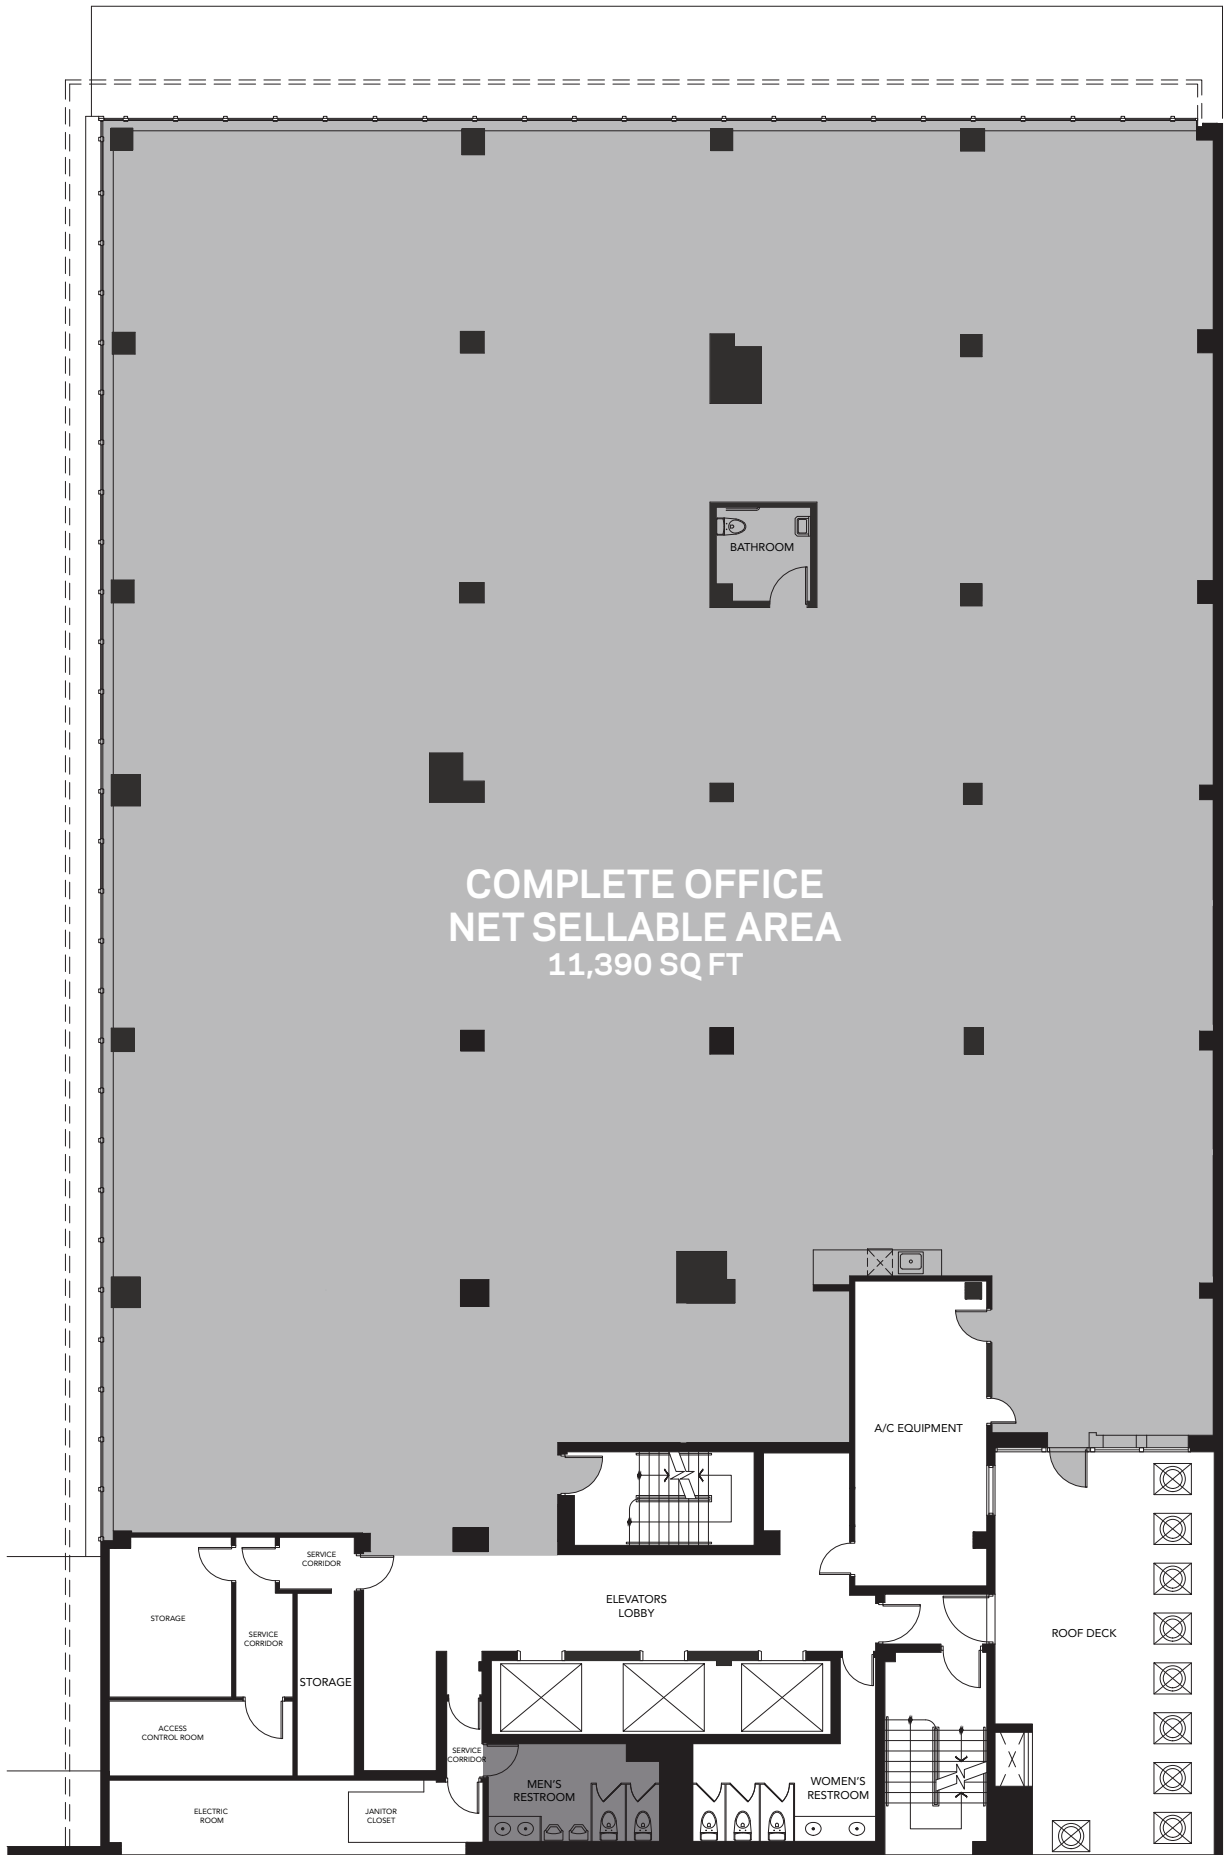 BATHROOM
COMPLETE OFFICE
NET SELLABLE AREA
11,390 SQ FT
A/C EQUIPMENT
SERVICE
CORRIDOR
STORAGE
SERVICE
CORRIDOR
ELEVATORS
LOBBY
ROOF DECK
STORAGE
ACCESS
CONTROL ROOM
SERVICE
CORRIDOR
MEN'S
RESTROOM
WOMEN'S
RESTROOM
ELECTRIC
ROOM
JANITOR
CLOSET